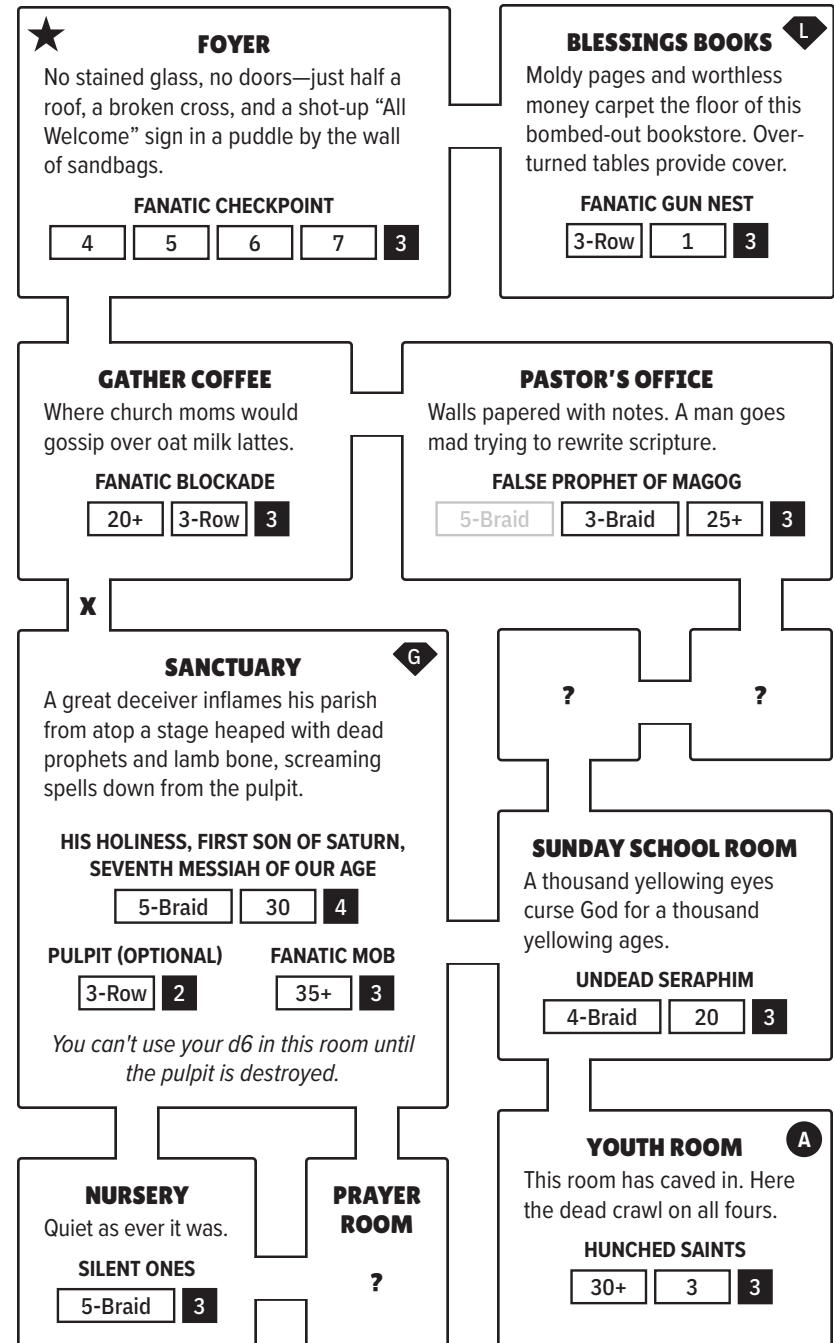 FOYER
No stained glass, no doors—just half a
roof, a broken cross, and a shot-up “All
Welcome” sign in a puddle by the wall
of sandbags.
FANATIC CHECKPOINT
4 5 6 7 3
L
BLESSINGS BOOKS
Moldy pages and worthless
money carpet the floor of this
bombed-out bookstore. Over-
turned tables provide cover.
FANATIC GUN NEST
3-Row 1 3
GATHER COFFEE
Where church moms would
gossip over oat milk lattes.
FANATIC BLOCKADE
20+ 3-Row 3
PASTOR'S OFFICE
Walls papered with notes. A man goes
mad trying to rewrite scripture.
FALSE PROPHET OF MAGOG
5-Braid 3-Braid 25+ 3
X
G
SANCTUARY
A great deceiver inflames his parish
from atop a stage heaped with dead
prophets and lamb bone, screaming
spells down from the pulpit.
HIS HOLINESS, FIRST SON OF SATURN,
SEVENTH MESSIAH OF OUR AGE
5-Braid 30 4
PULPIT (OPTIONAL)
3-Row 2
FANATIC MOB
35+ 3
You can't use your d6 in this room until
the pulpit is destroyed.
? ?
SUNDAY SCHOOL ROOM
A thousand yellowing eyes
curse God for a thousand
yellowing ages.
UNDEAD SERAPHIM
4-Braid 20 3
NURSERY
Quiet as ever it was.
SILENT ONES
5-Braid 3
PRAYER
ROOM
?
A
YOUTH ROOM
This room has caved in. Here
the dead crawl on all fours.
HUNCHED SAINTS
30+ 3 3